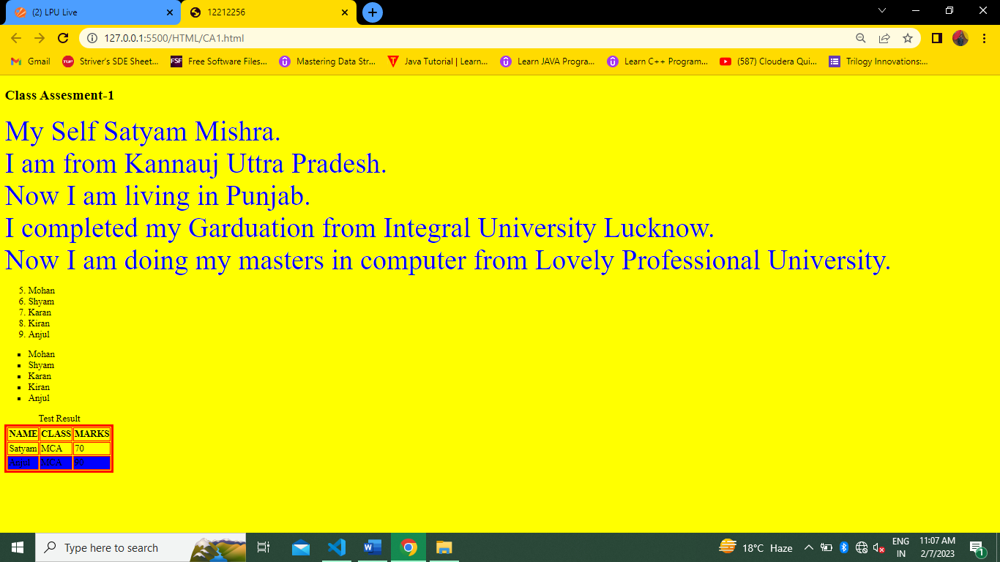 (2) LPU Live
12212256
127.0.0.1:5500/HTML/CA1.html
Gmail
TUF
Striver's SDE Sheet...
FSF
Free Software Files...
Mastering Data Str...
Java Tutorial | Learn...
Learn JAVA Progra...
Learn C++ Program...
(587) Cloudera Qui...
Trilogy Innovations:...
Class Assesment-1
My Self Satyam Mishra.
I am from Kannauj Uttra Pradesh.
Now I am living in Punjab.
I completed my Garduation from Integral University Lucknow.
Now I am doing my masters in computer from Lovely Professional University.
5. Mohan
6. Shyam
7. Karan
8. Kiran
9. Anjul
Mohan
Shyam
Karan
Kiran
Anjul
Test Result
NAME CLASS MARKS
Satyam MCA 70
Anjul MCA 90
Type here to search
18°C Haze
ENG
IN
11:07 AM
2/7/2023
1